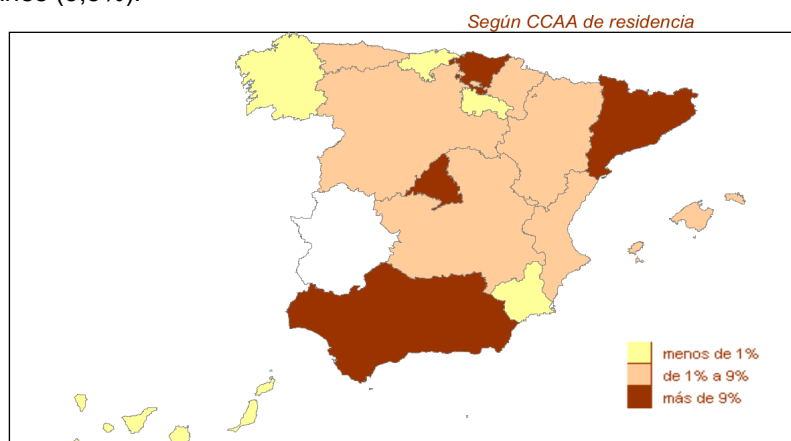 Según CCAA de residencia
menos de 1%
de 1% a 9%
más de 9%